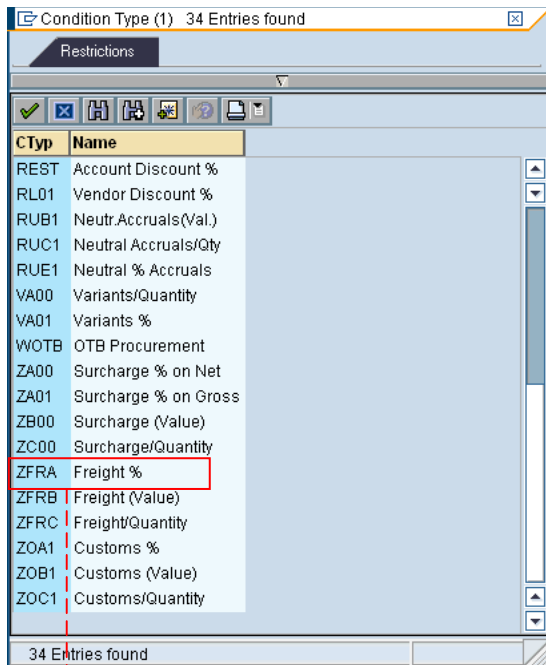 Condition Type (1) 34 Entries found
Restrictions
CTyp Name
REST Account Discount %
RL01 Vendor Discount %
RUB1 Neutr.Accruals(Val.)
RUC1 Neutral Accruals/Qty
RUE1 Neutral % Accruals
VA00 Variants/Quantity
VA01 Variants %
WOTB OTB Procurement
ZA00 Surcharge % on Net
ZA01 Surcharge % on Gross
ZB00 Surcharge (Value)
ZC00 Surcharge/Quantity
ZFRA Freight %
ZFRB Freight (Value)
ZFRC Freight/Quantity
ZOA1 Customs %
ZOB1 Customs (Value)
ZOC1 Customs/Quantity
34 Entries found